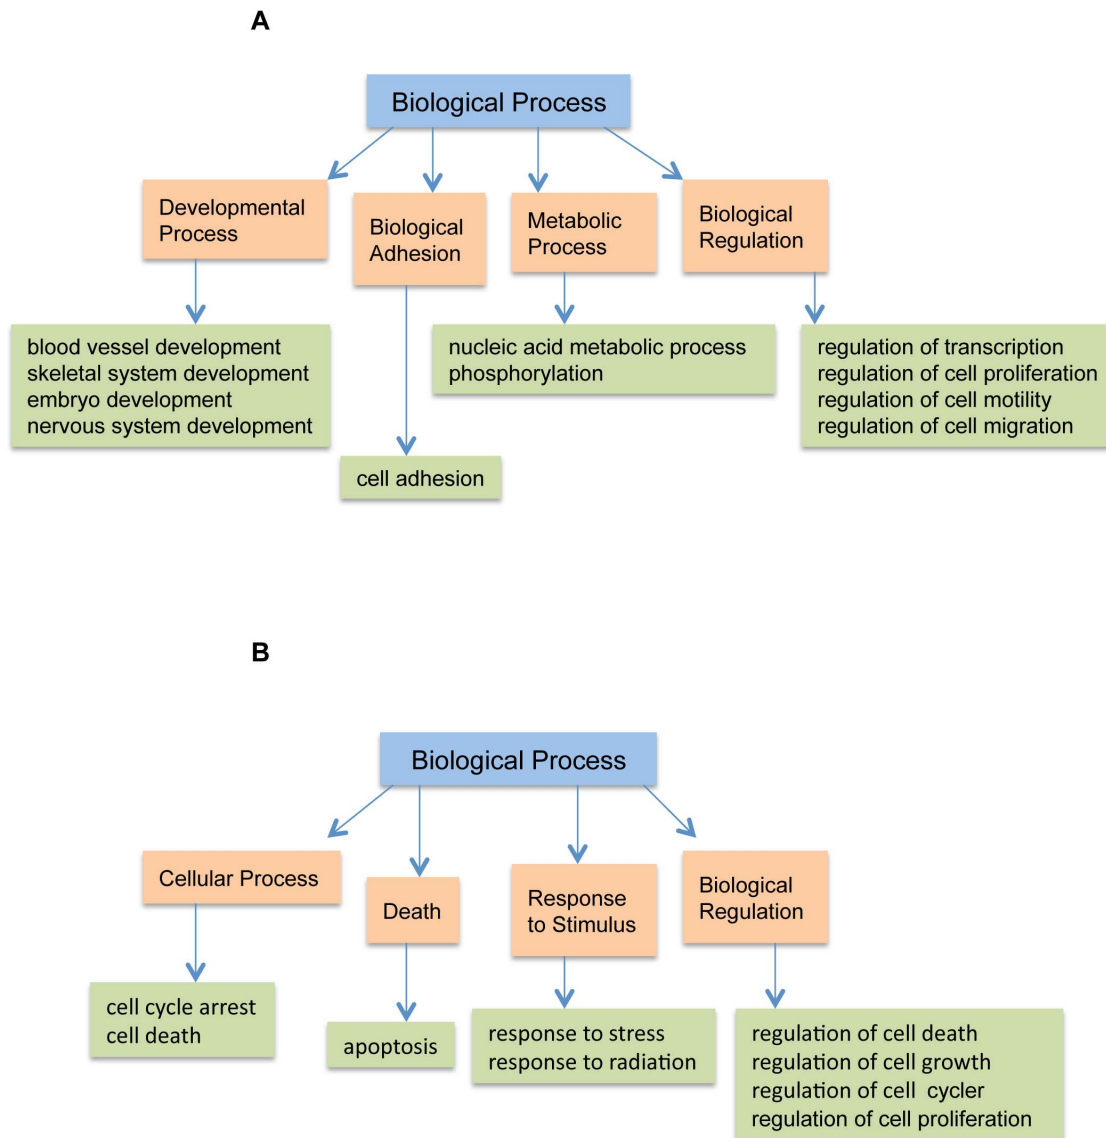 A
Biological Process
Developmental
Process
Biological
Adhesion
Metabolic
Process
Biological
Regulation
blood vessel development
skeletal system development
embryo development
nervous system development
cell adhesion
nucleic acid metabolic process
phosphorylation
regulation of transcription
regulation of cell proliferation
regulation of cell motility
regulation of cell migration
B
Biological Process
Cellular Process
Death
Response
to Stimulus
Biological
Regulation
cell cycle arrest
cell death
apoptosis
response to stress
response to radiation
regulation of cell death
regulation of cell growth
regulation of cell  cycler
regulation of cell proliferation